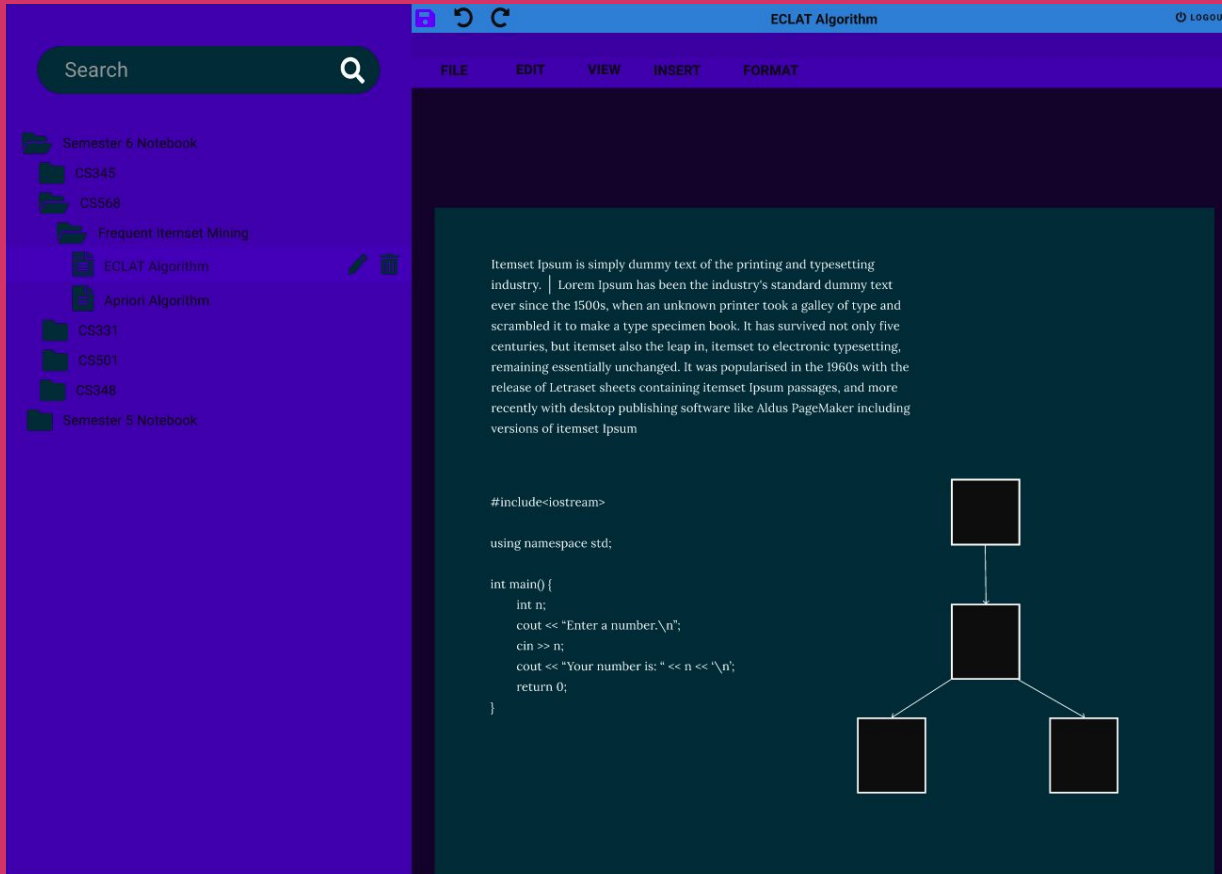 ECLAT Algorithm
LOGOU
Search
FILE EDIT VIEW INSERT FORMAT
Semester 6 Notebook
CS345
CS568
Frequent Itemset Mining
ECLAT Algorithm
Apriori Algorithm
CS331
CS501
CS348
Semester 5 Notebook
Itemset Ipsum is simply dummy text of the printing and typesetting
industry. | Lorem Ipsum has been the industry's standard dummy text
ever since the 1500s, when an unknown printer took a galley of type and
scrambled it to make a type specimen book. It has survived not only five
centuries, but itemset also the leap in, itemset to electronic typesetting,
remaining essentially unchanged. It was popularised in the 1960s with the
release of Letraset sheets containing itemset Ipsum passages, and more
recently with desktop publishing software like Aldus PageMaker including
versions of itemset Ipsum
#include<iostream>
using namespace std;
int main() {
int n;
cout << “Enter a number.\n”;
cin >> n;
cout << “Your number is: “ << n << ‘\n’;
return 0;
}